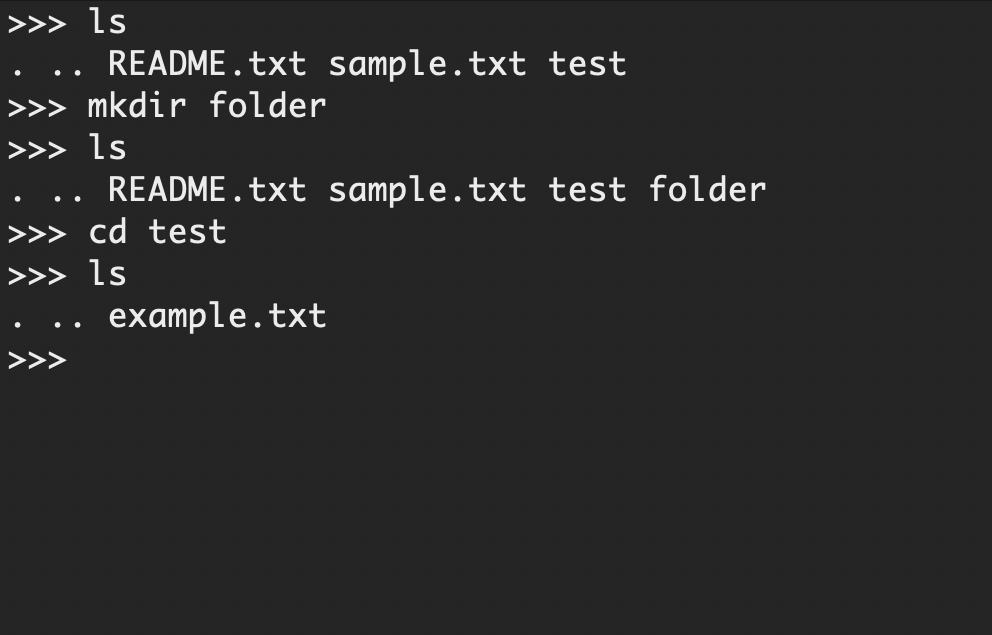 >>> ls
. .. README.txt sample.txt test
>>> mkdir folder
>>> ls
. .. README.txt sample.txt test folder
>>> cd test
>>> ls
. .. example.txt
>>>